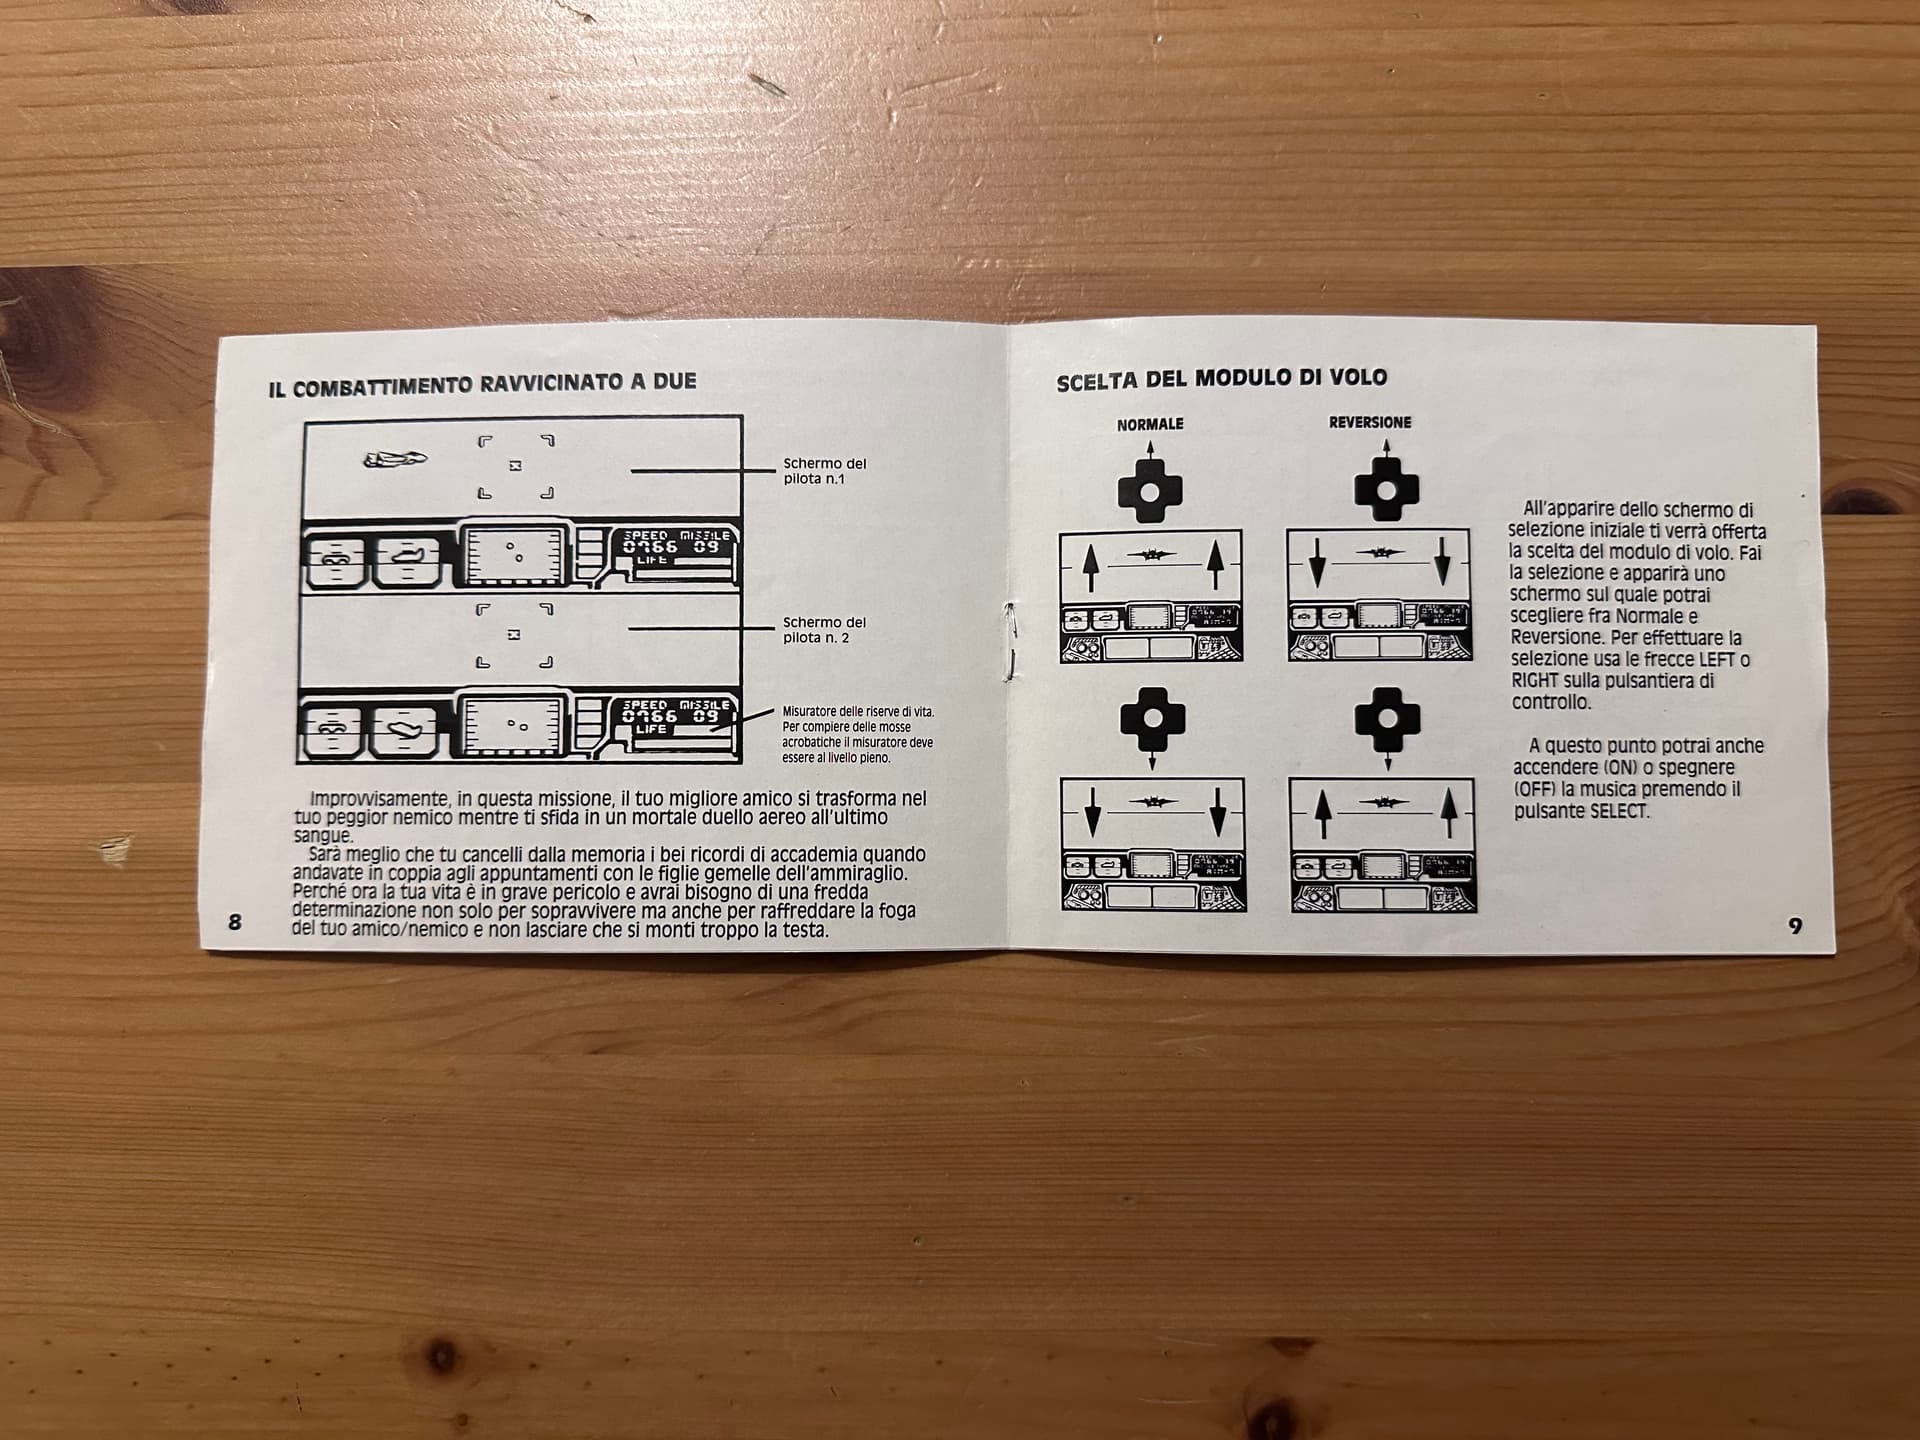 IL COMBATTIMENTO RAVVICINATO A DUE
Schermo del
pilota n.1
SPEED MISSILE
0766 09
LIFE
Schermo del
pilota n. 2
SPEED MISSILE
0766 09
LIFE
Misuratore delle riserve di vita.
Per compiere delle mosse
acrobatiche il misuratore deve
essere al livello pieno.
Improvvisamente, in questa missione, il tuo migliore amico si trasforma nel
tuo peggior nemico mentre ti sfida in un mortale duello aereo all'ultimo
sangue.
Sarà meglio che tu cancelli dalla memoria i bei ricordi di accademia quando
andavate in coppia agli appuntamenti con le figlie gemelle dell'ammiraglio.
Perché ora la tua vita è in grave pericolo e avrai bisogno di una fredda
determinazione non solo per sopravvivere ma anche per raffreddare la foga
del tuo amico/nemico e non lasciare che si monti troppo la testa.
8
SCELTA DEL MODULO DI VOLO
NORMALE
REVERSIONE
All'apparire dello schermo di
selezione iniziale ti verrà offerta
la scelta del modulo di volo. Fai
la selezione e apparirà uno
schermo sul quale potrai
scegliere fra Normale e
Reversione. Per effettuare la
selezione usa le frecce LEFT o
RIGHT sulla pulsantiera di
controllo.
A questo punto potrai anche
accendere (ON) o spegnere
(OFF) la musica premendo il
pulsante SELECT.
9